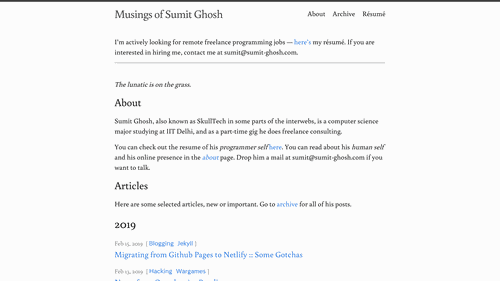 Musings of Sumit Ghosh
About Archive Résumé
I'm actively looking for remote freelance programming jobs — here's my résumé. If you are
interested in hiring me, contact me at sumit@sumit-ghosh.com.
The lunatic is on the grass.
About
Sumit Ghosh, also known as SkullTech in some parts of the interwebs, is a computer science
major studying at IIT Delhi, and as a part-time gig he does freelance consulting.
You can check out the resume of his programmer self here. You can read about his human self
and his online presence in the about page. Drop him a mail at sumit@sumit-ghosh.com if you
want to talk.
Articles
Here are some selected articles, new or important. Go to archive for all of his posts.
2019
Feb 15, 2019 [ Blogging Jekyll ]
Migrating from Github Pages to Netlify :: Some Gotchas
Feb 13, 2019 [ Hacking Wargames ]